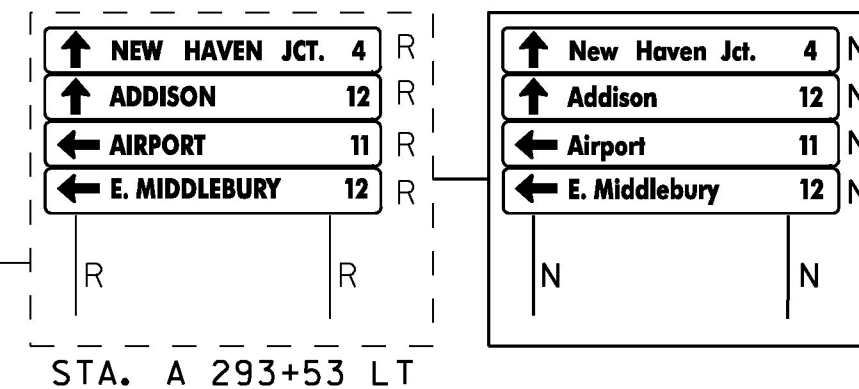 NEW HAVEN JCT. 4 R
ADDISON 12 R
AIRPORT 11 R
E. MIDDLEBURY 12 R
R R
STA. A 293+53 LT
New Haven Jct. 4 N
Addison 12 N
Airport 11 N
E. Middlebury 12 N
N N